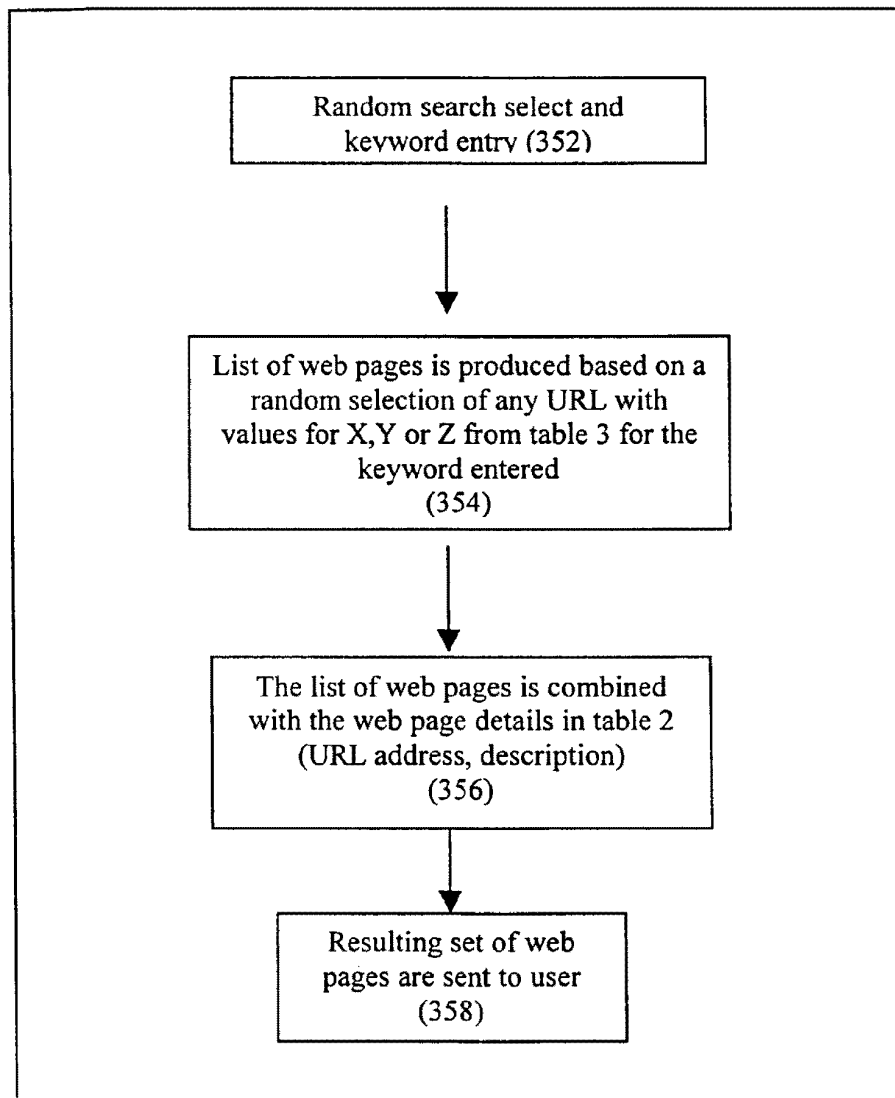 Random search select and
keyword entry (352)
List of web pages is produced based on a
random selection of any URL with
values for X,Y or Z from table 3 for the
keyword entered
(354)
The list of web pages is combined
with the web page details in table 2
(URL address, description)
(356)
Resulting set of web
pages are sent to user
(358)